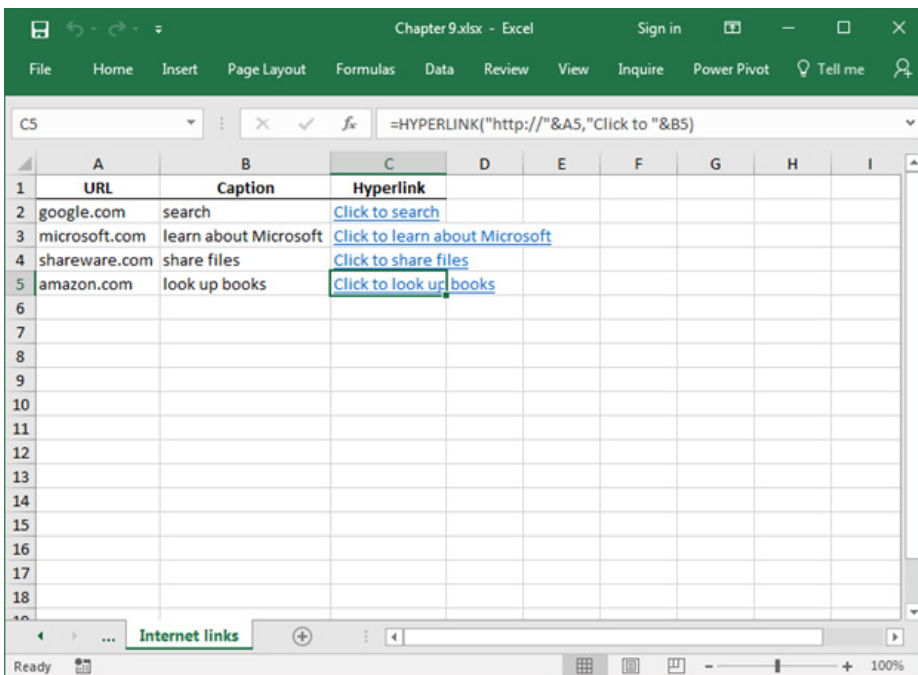 Chapter 9.xlsx - Excel Sign in
File Home Insert Page Layout Formulas Data Review View Inquire Power Pivot Tell me
C5 fx =HYPERLINK("http://"&A5,"Click to "&B5)
A B C D E F G H I
1 URL Caption Hyperlink
2 google.com search Click to search
3 microsoft.com learn about Microsoft Click to learn about Microsoft
4 shareware.com share files Click to share files
5 amazon.com look up books Click to look up books
6
7
8
9
10
11
12
13
14
15
16
17
18
... Internet links
Ready 100%